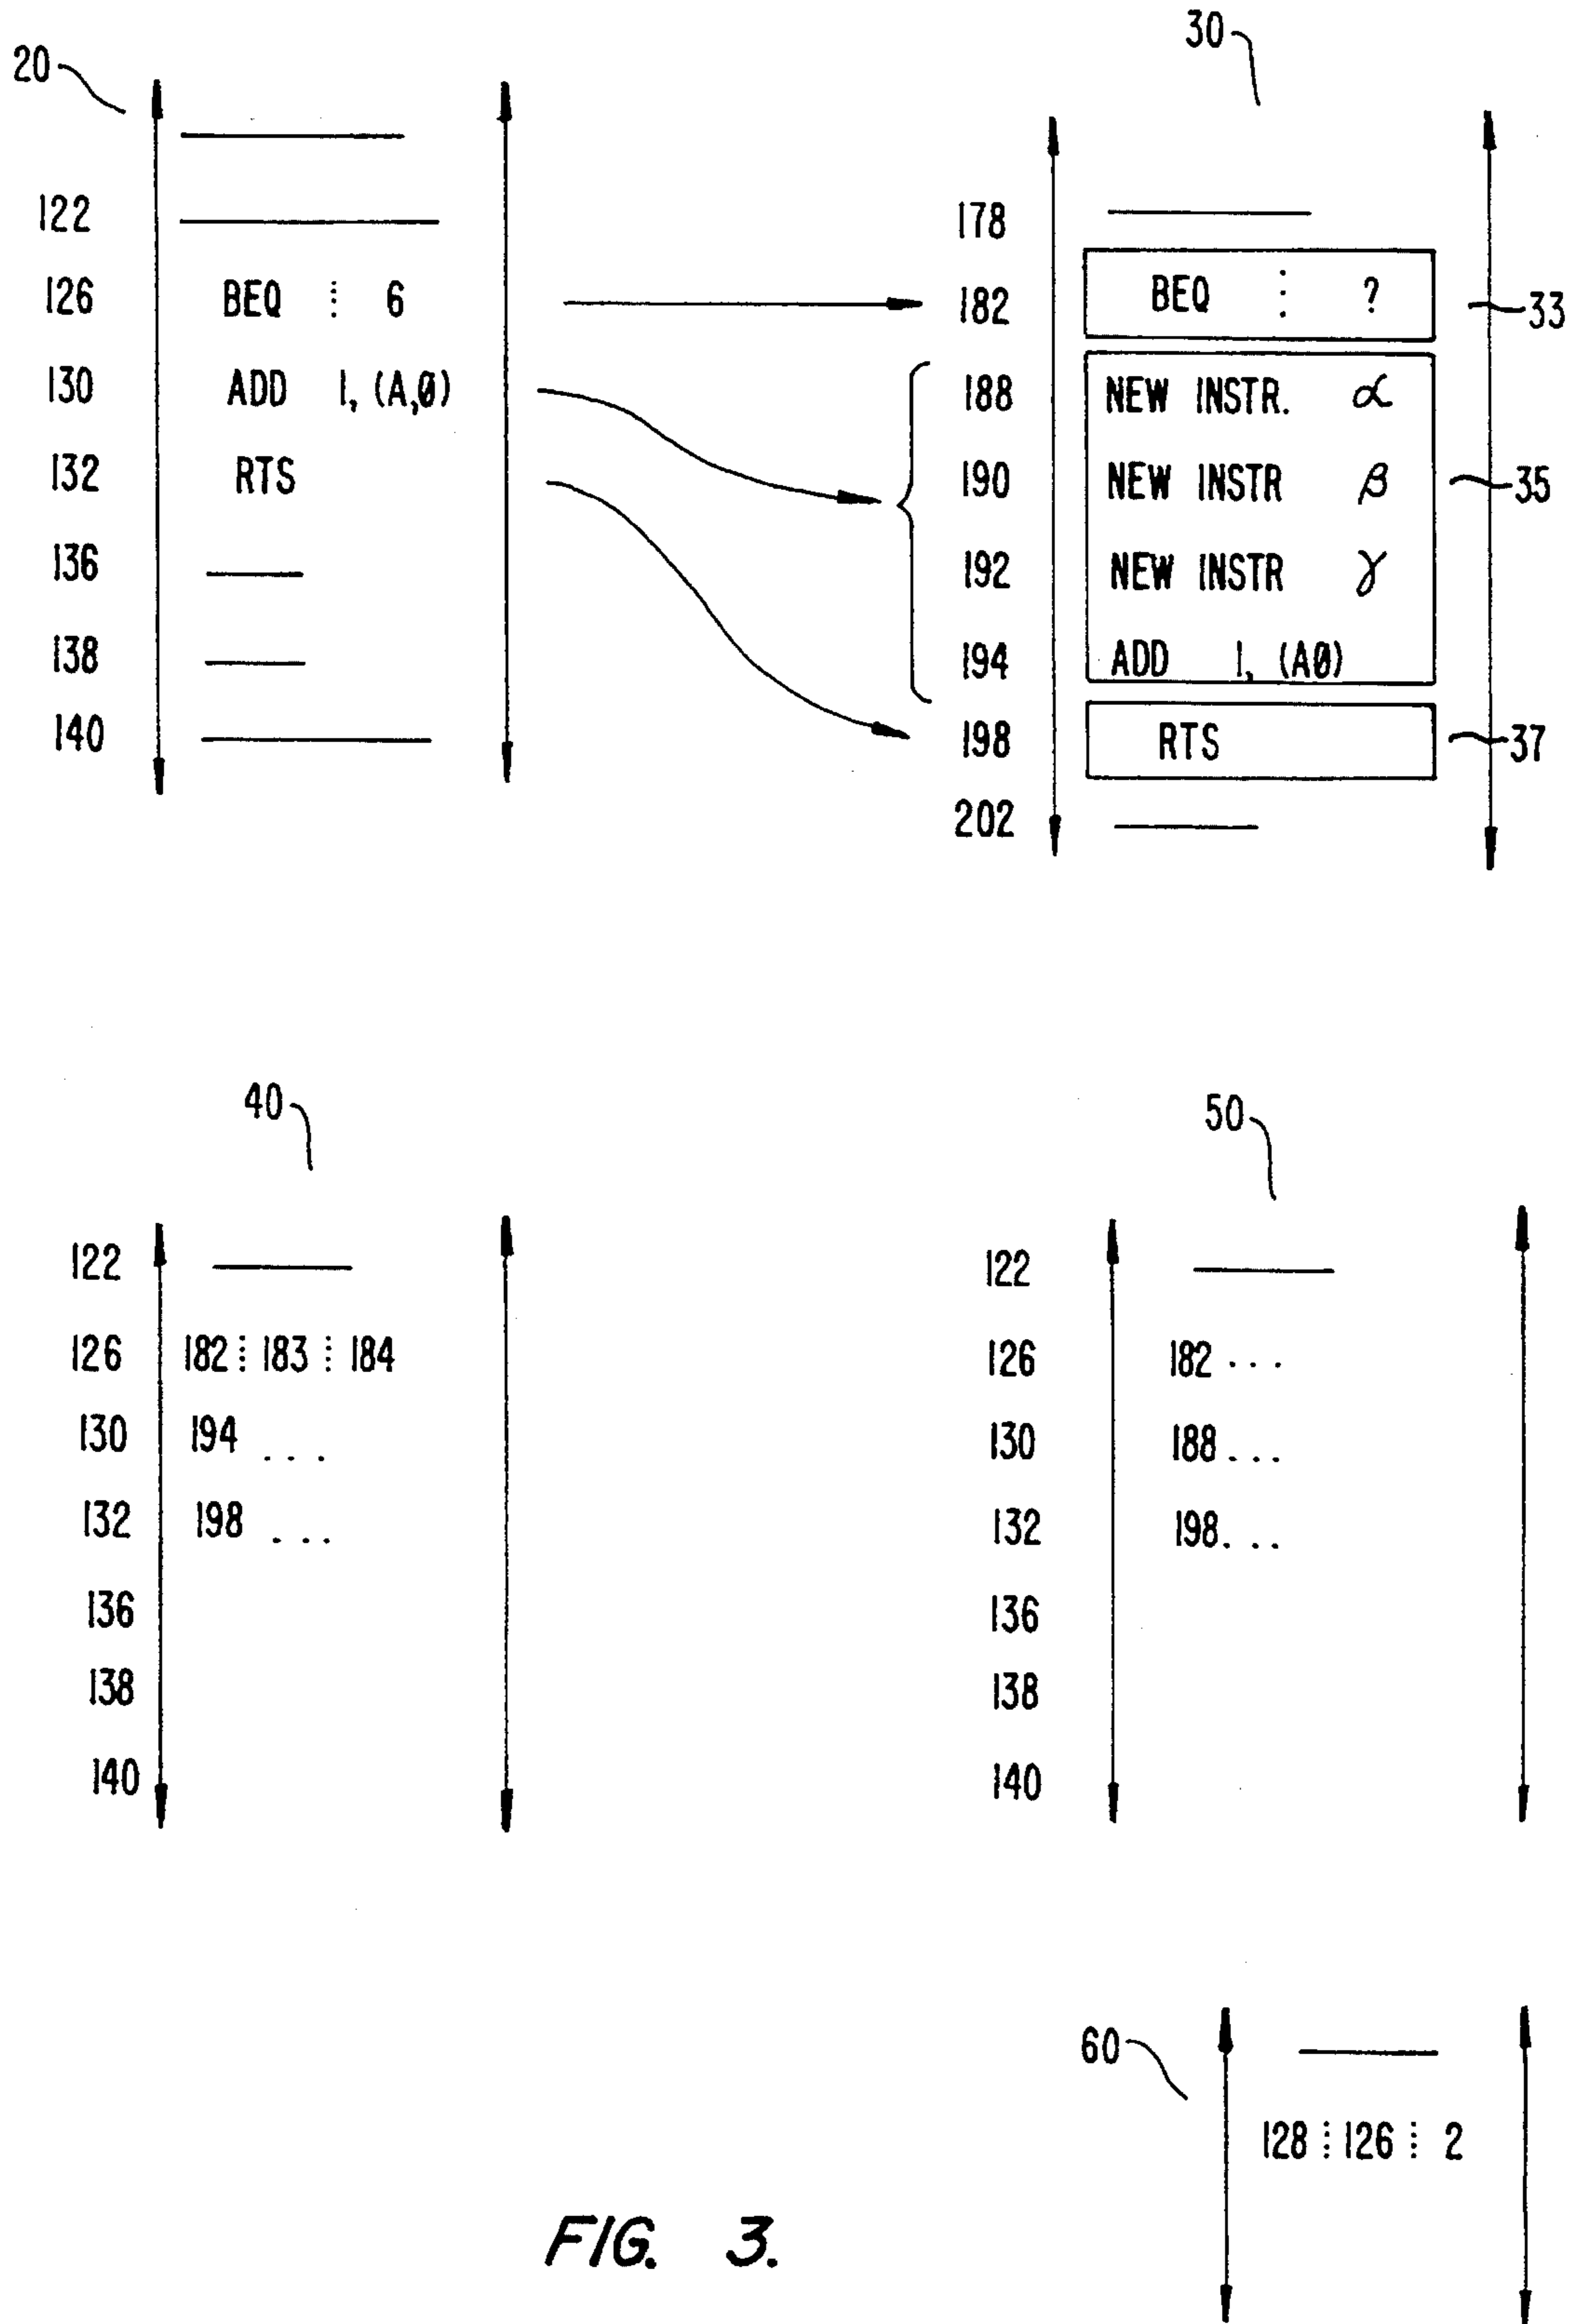 20
122
126 BEQ ⋮ 6
130 ADD 1, (A,0)
132 RTS
136
138
140
30
178
182 BEQ ⋮ ? 33
188 NEW INSTR. α
190 NEW INSTR β 35
192 NEW INSTR γ
194 ADD 1, (A0)
198 RTS 37
202
40
122
126 182 ⋮ 183 ⋮ 184
130 194 ...
132 198 ...
136
138
140
50
122
126 182 ...
130 188 ...
132 198 ...
136
138
140
60
128 ⋮ 126 ⋮ 2
FIG. 3.